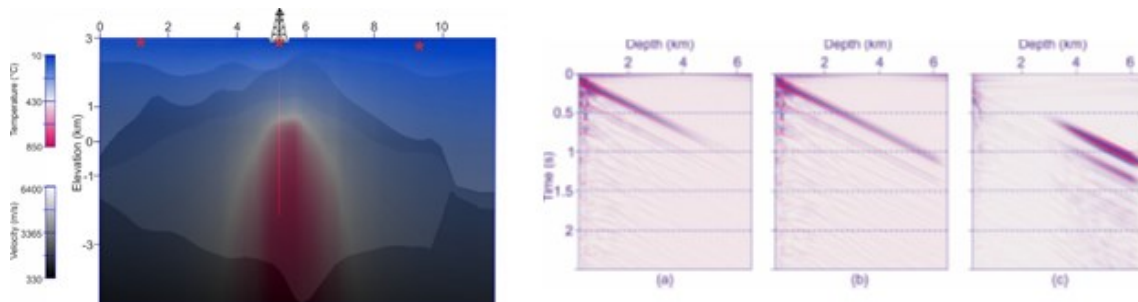 0 2 4 6 8 10
3
1
0
-1
-3
Elevation (km)
Temperature (°C)
10
430
850
Velocity (m/s)
6400
3365
330
Depth (km)
2 4 6
Depth (km)
2 4 6
Depth (km)
2 4 6
0
0.5
1
1.5
2
Time (s)
(a) (b) (c)